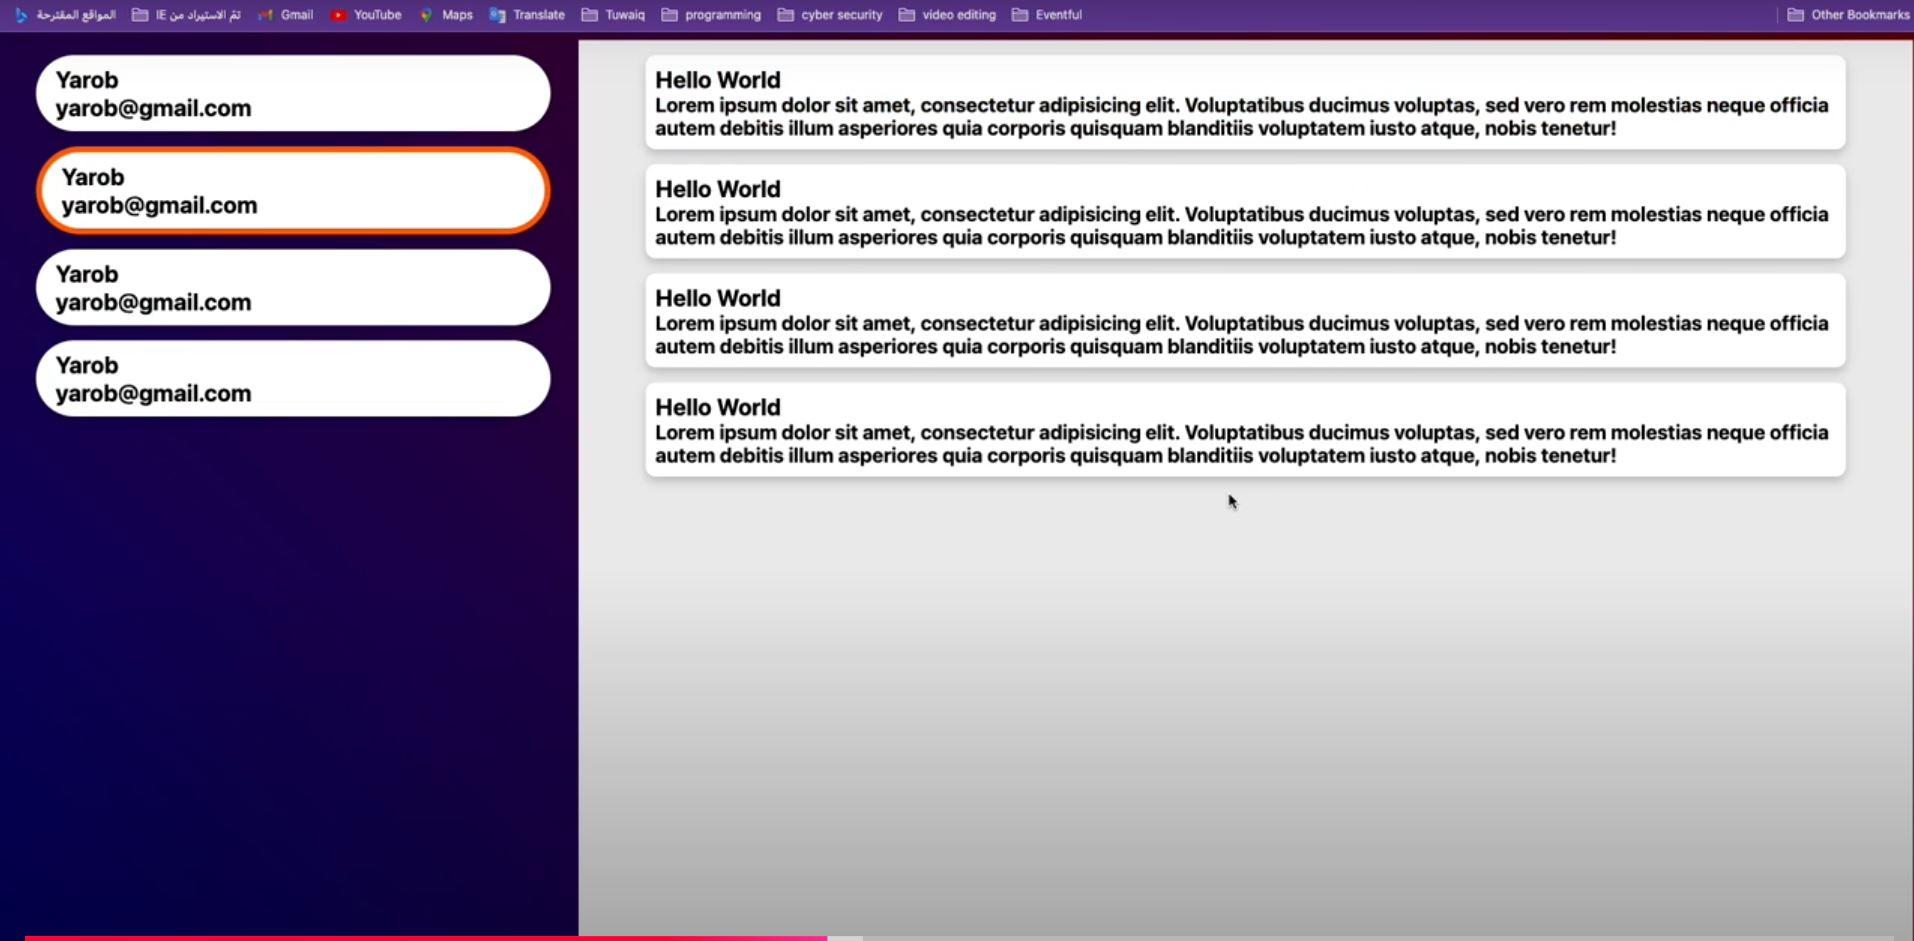 المواقع المقترحة
تمّ الاستيراد من IE
Gmail
YouTube
Maps
Translate
Tuwaiq
programming
cyber security
video editing
Eventful
Other Bookmarks
Yarob
yarob@gmail.com
Yarob
yarob@gmail.com
Yarob
yarob@gmail.com
Yarob
yarob@gmail.com
Hello World
Lorem ipsum dolor sit amet, consectetur adipisicing elit. Voluptatibus ducimus voluptas, sed vero rem molestias neque officia
autem debitis illum asperiores quia corporis quisquam blanditiis voluptatem iusto atque, nobis tenetur!
Hello World
Lorem ipsum dolor sit amet, consectetur adipisicing elit. Voluptatibus ducimus voluptas, sed vero rem molestias neque officia
autem debitis illum asperiores quia corporis quisquam blanditiis voluptatem iusto atque, nobis tenetur!
Hello World
Lorem ipsum dolor sit amet, consectetur adipisicing elit. Voluptatibus ducimus voluptas, sed vero rem molestias neque officia
autem debitis illum asperiores quia corporis quisquam blanditiis voluptatem iusto atque, nobis tenetur!
Hello World
Lorem ipsum dolor sit amet, consectetur adipisicing elit. Voluptatibus ducimus voluptas, sed vero rem molestias neque officia
autem debitis illum asperiores quia corporis quisquam blanditiis voluptatem iusto atque, nobis tenetur!